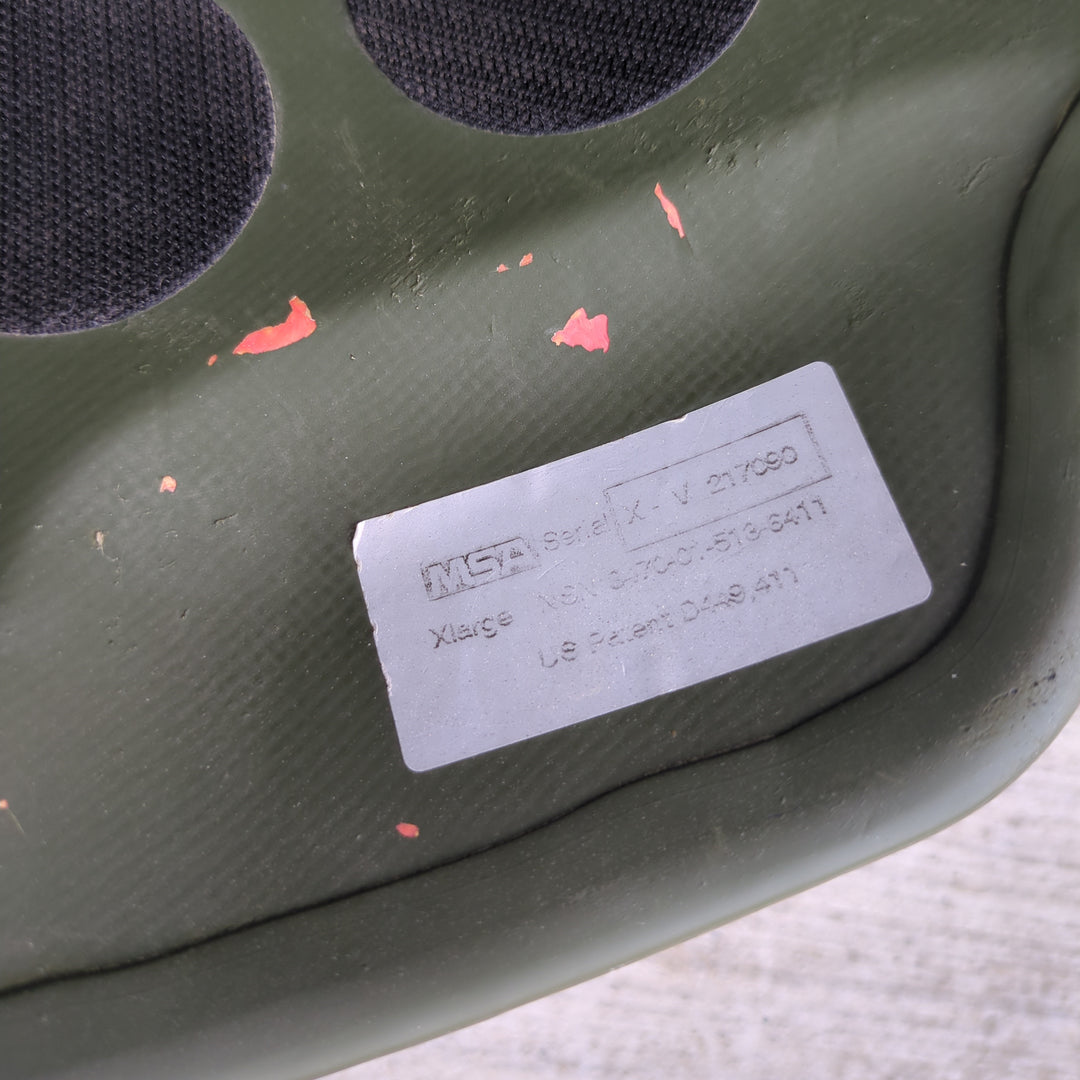 MSA Serial X - V 217090
Xlarge NSN 8470-01-513-6411
US Patent D449,411